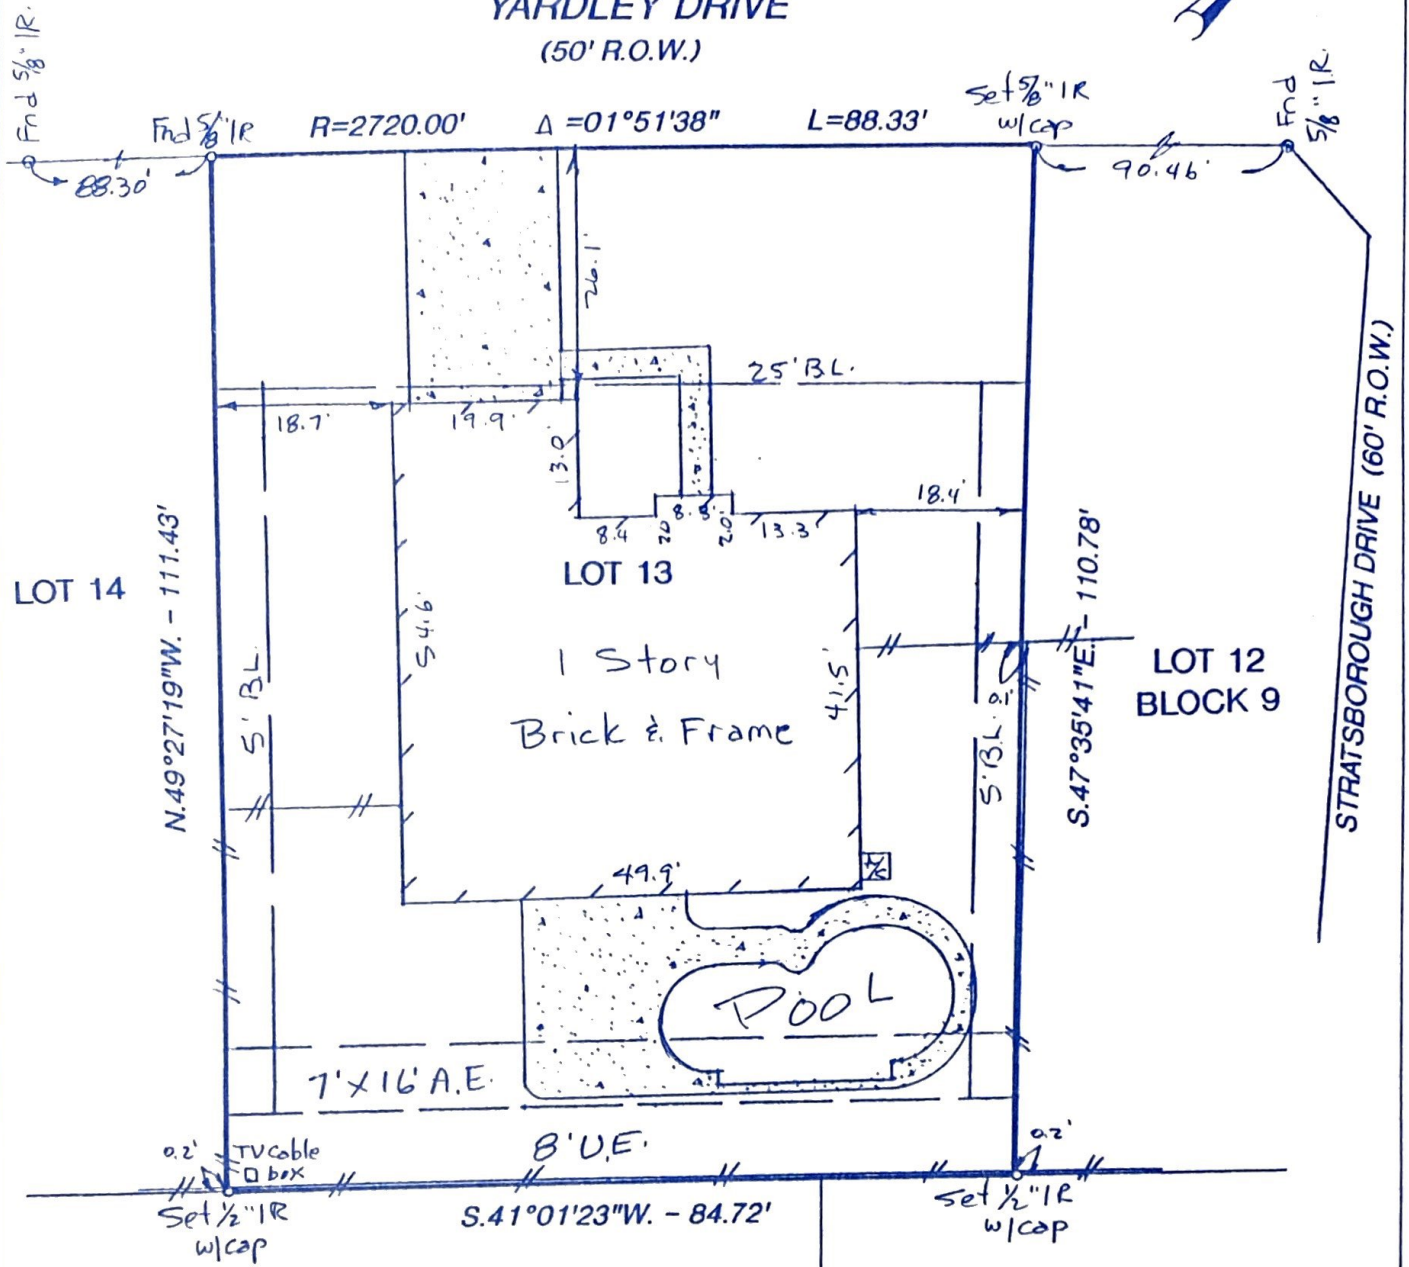 YARDLEY DRIVE
(50' R.O.W.)
Fnd 5/8" IR.
Fnd 5/8" IR
R=2720.00'
Δ =01°51'38"
L=88.33'
Set 5/8" IR
w/cap
Fnd
5/8" IR.
88.30'
90.46'
26.1'
25' B.L.
18.7'
19.9'
13.0
18.4'
8.4
2.0
8.3'
2.0
13.3'
LOT 13
LOT 14
N.49°27'19"W. - 111.43'
54.6'
1 Story
Brick & Frame
41.5'
5' B.L.
0.1'
5' B.L.
S.47°35'41"E. - 110.78'
LOT 12
BLOCK 9
STRATSBOROUGH DRIVE (60' R.O.W.)
49.9'
A/C
POOL
7' X 16' A.E.
8' U.E.
0.2'
TV Cable
box
0.2'
Set 1/2" IR
w/cap
S.41°01'23"W. - 84.72'
Set 1/2" IR
w/cap